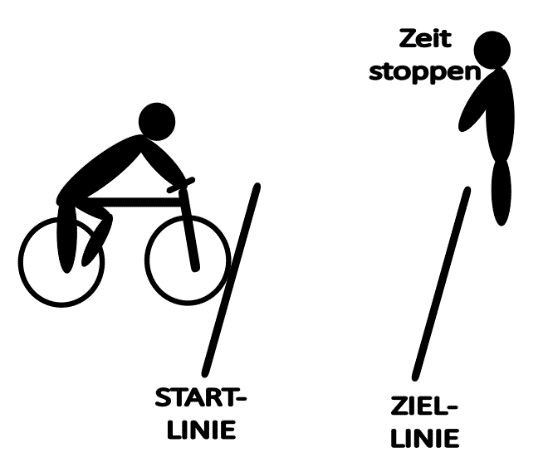 Zeit
stoppen
START-
LINIE
ZIEL-
LINIE